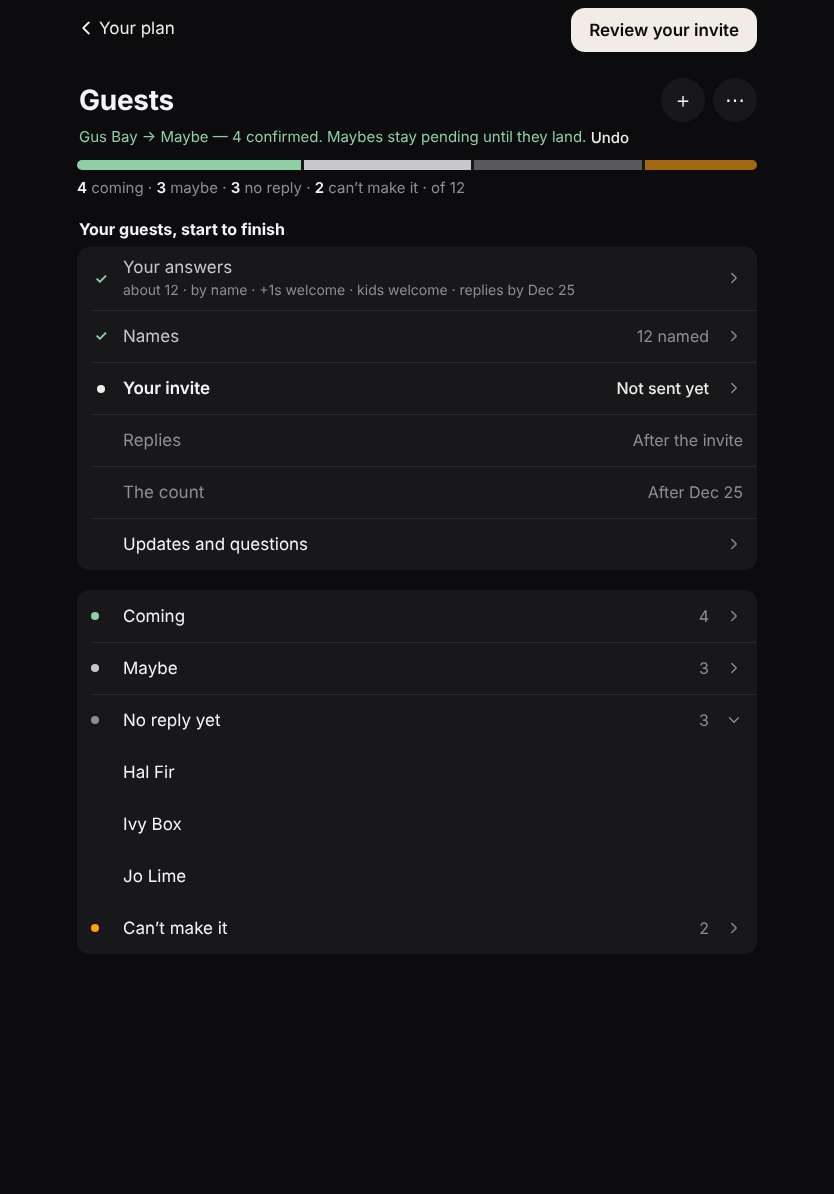 Your plan
Review your invite
Guests
Gus Bay → Maybe — 4 confirmed. Maybes stay pending until they land. Undo
4 coming · 3 maybe · 3 no reply · 2 can’t make it · of 12
Your guests, start to finish
Your answers
about 12 · by name · +1s welcome · kids welcome · replies by Dec 25
Names 12 named
Your invite Not sent yet
Replies After the invite
The count After Dec 25
Updates and questions
Coming 4
Maybe 3
No reply yet 3
Hal Fir
Ivy Box
Jo Lime
Can’t make it 2